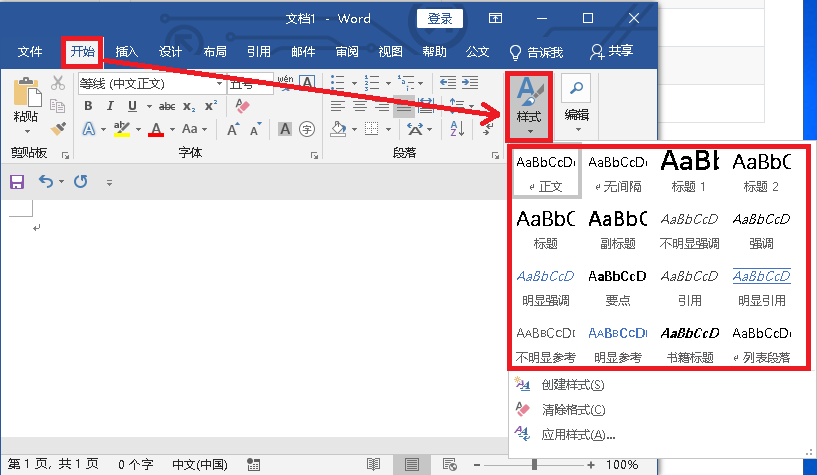 文档1 - Word
登录
文件 开始 插入 设计 布局 引用 邮件 审阅 视图 帮助 公文 告诉我 共享
等线 (中文正文) 五号 wén A
粘贴
B I U abc X₂ X²
样式
编辑
A ab A Aa A A A 字
剪贴板 字体 段落
AaBbCcDı AaBbCcDı AaBb AaBbC
正文 无间隔 标题 1 标题 2
AaBbC AaBbC AaBbCcD AaBbCcD
标题 副标题 不明显强调 强调
AaBbCcD AaBbCcD AaBbCcD AaBbCcD
明显强调 要点 引用 明显引用
AABBCCDI AABBCCDI AaBbCcD AaBbCcDı
不明显参考 明显参考 书籍标题 列表段落
创建样式(S)
清除格式(C)
应用样式(A)...
第 1 页，共 1 页 0 个字 中文(中国) 100%